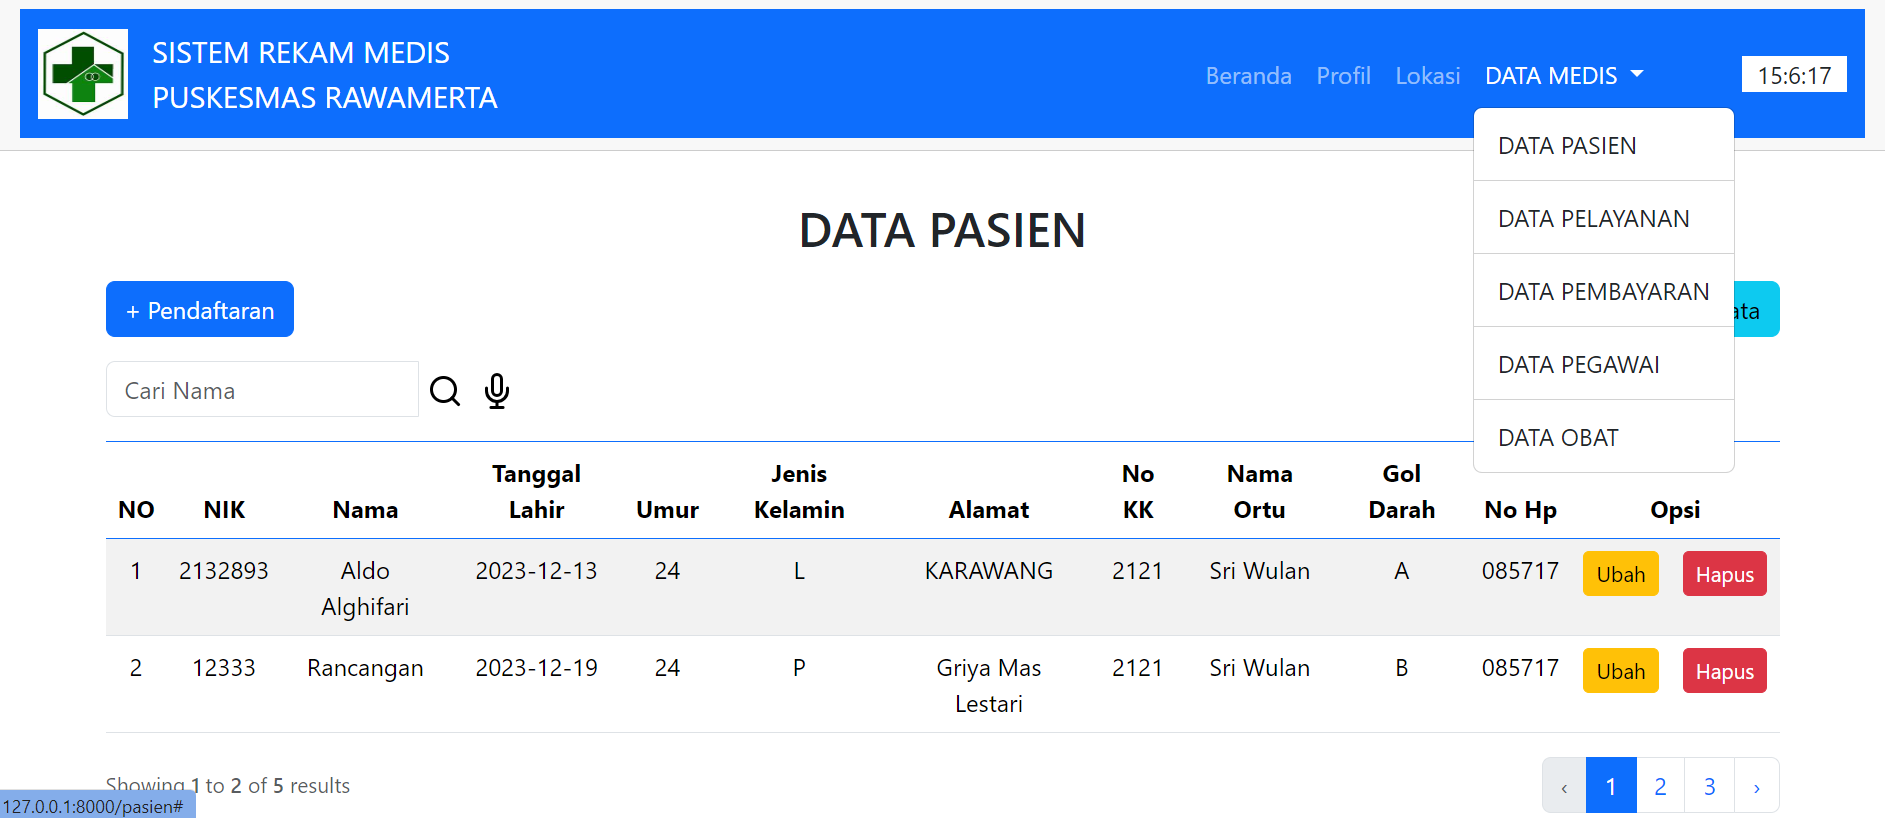 SISTEM REKAM MEDIS
PUSKESMAS RAWAMERTA
Beranda Profil Lokasi DATA MEDIS 15:6:17
DATA PASIEN
DATA PELAYANAN
DATA PEMBAYARAN
DATA PEGAWAI
DATA OBAT
DATA PASIEN
+ Pendaftaran
Cari Nama
NO NIK Nama Tanggal Lahir Umur Jenis Kelamin Alamat No KK Nama Ortu Gol Darah No Hp Opsi
1 2132893 Aldo Alghifari 2023-12-13 24 L KARAWANG 2121 Sri Wulan A 085717 Ubah Hapus
2 12333 Rancangan 2023-12-19 24 P Griya Mas Lestari 2121 Sri Wulan B 085717 Ubah Hapus
Showing 1 to 2 of 5 results
‹ 1 2 3 ›
127.0.0.1:8000/pasien#